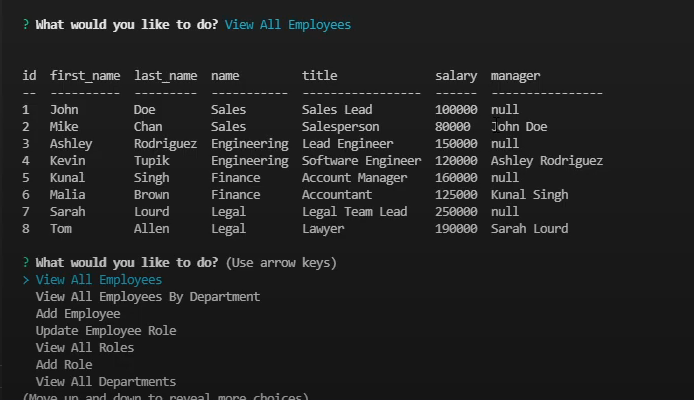 ? What would you like to do? View All Employees
id  first_name  last_name  name         title              salary  manager
--  ----------  ---------  -----------  -----------------  ------  ----------------
1   John        Doe        Sales        Sales Lead         100000  null
2   Mike        Chan       Sales        Salesperson        80000   John Doe
3   Ashley      Rodriguez  Engineering  Lead Engineer      150000  null
4   Kevin       Tupik      Engineering  Software Engineer  120000  Ashley Rodriguez
5   Kunal       Singh      Finance      Account Manager    160000  null
6   Malia       Brown      Finance      Accountant         125000  Kunal Singh
7   Sarah       Lourd      Legal        Legal Team Lead    250000  null
8   Tom         Allen      Legal        Lawyer             190000  Sarah Lourd
? What would you like to do? (Use arrow keys)
> View All Employees
  View All Employees By Department
  Add Employee
  Update Employee Role
  View All Roles
  Add Role
  View All Departments
(Move up and down to reveal more choices)